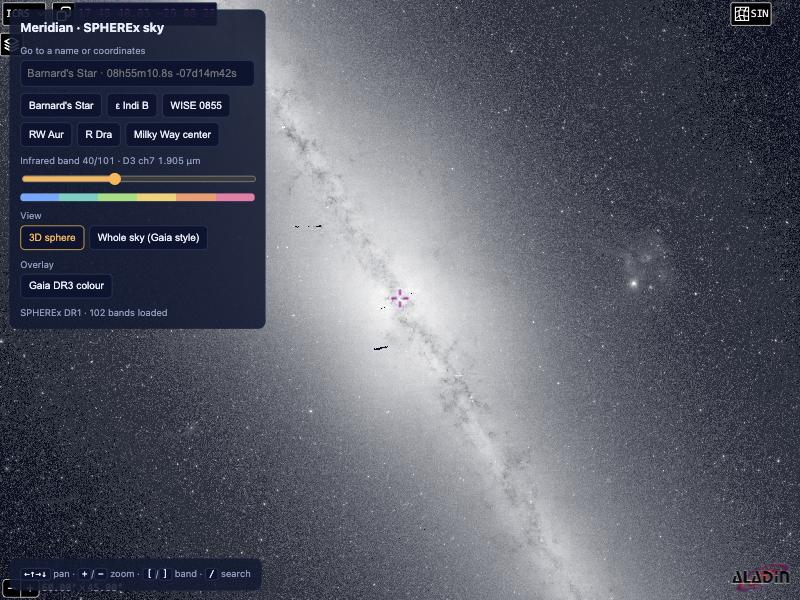 Meridian · SPHEREx sky
Go to a name or coordinates
Barnard's Star · 08h55m10.8s -07d14m42s
Barnard's Star
ε Indi B
WISE 0855
RW Aur
R Dra
Milky Way center
Infrared band 40/101 · D3 ch7 1.905 µm
View
3D sphere
Whole sky (Gaia style)
Overlay
Gaia DR3 colour
SPHEREx DR1 · 102 bands loaded
SIN
←↑→↓ pan · + / − zoom · [ / ] band · / search
ALADIN